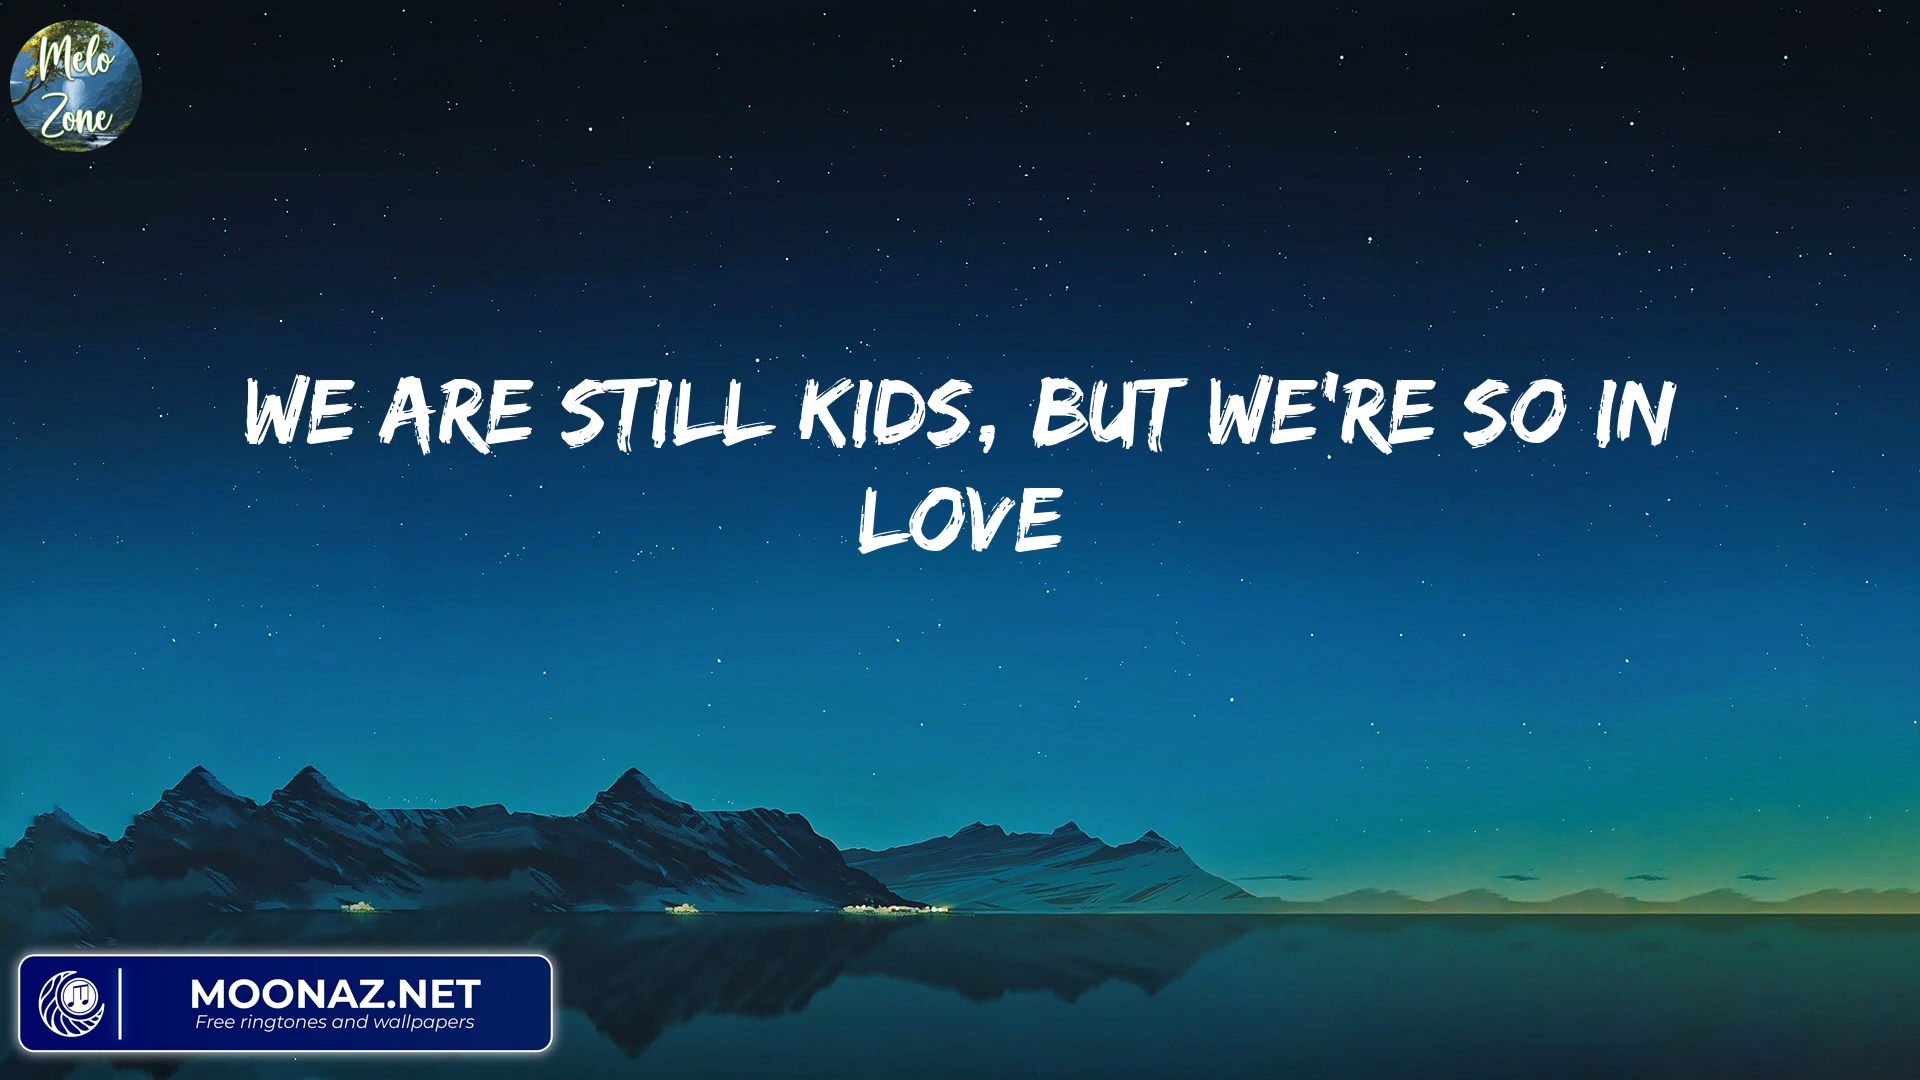 Melo
Zone
WE ARE STILL KIDS, BUT WE'RE SO IN
LOVE
MOONAZ.NET
Free ringtones and wallpapers